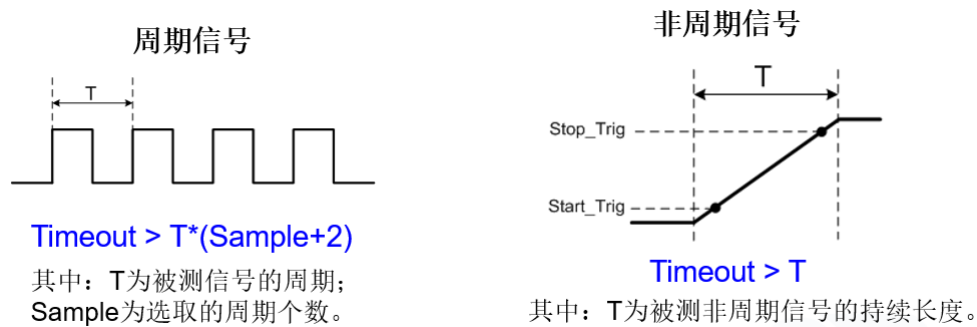 周期信号
T
Timeout > T*(Sample+2)
其中：T为被测信号的周期；
Sample为选取的周期个数。
非周期信号
T
Stop_Trig
Start_Trig
Timeout > T
其中：T为被测非周期信号的持续长度。